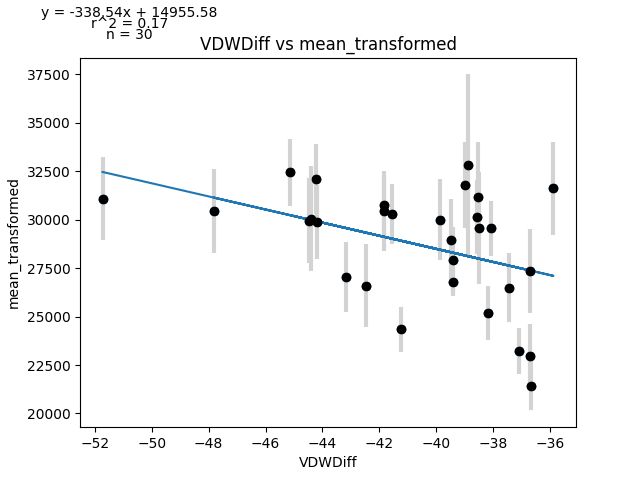 y = -338.54x + 14955.58
r^2 = 0.17
n = 30
VDWDiff vs mean_transformed
mean_transformed
37500
35000
32500
30000
27500
25000
22500
20000
−52 −50 −48 −46 −44 −42 −40 −38 −36
VDWDiff